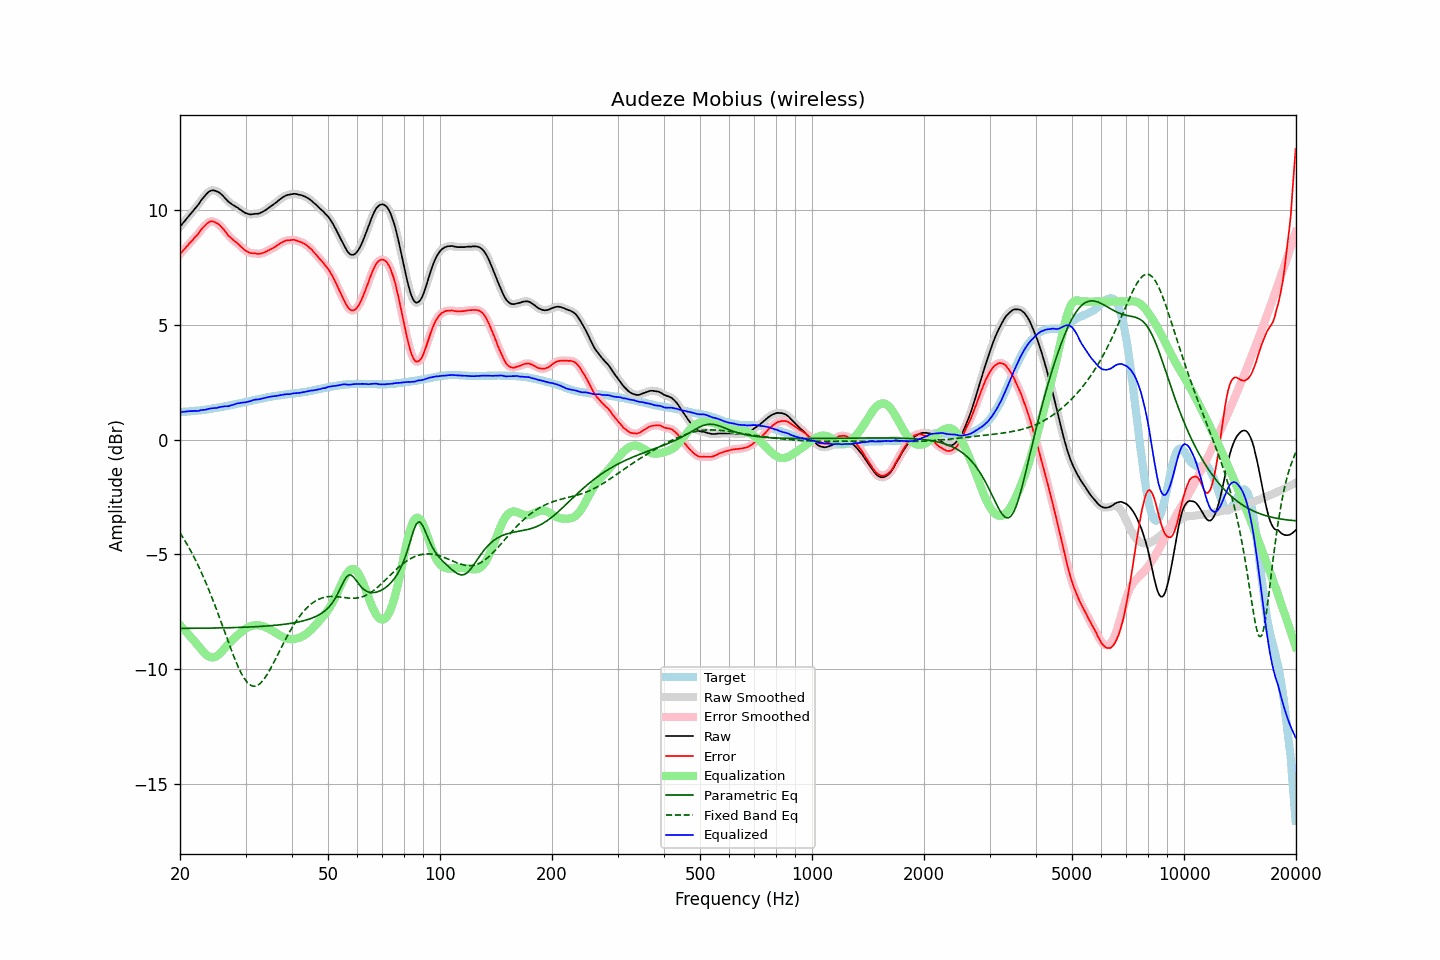 Audeze Mobius (wireless)
Amplitude (dBr)
10
5
0
−5
−10
−15
Target
Raw Smoothed
Error Smoothed
Raw
Error
Equalization
Parametric Eq
Fixed Band Eq
Equalized
20 50 100 200 500 1000 2000 5000 10000 20000
Frequency (Hz)